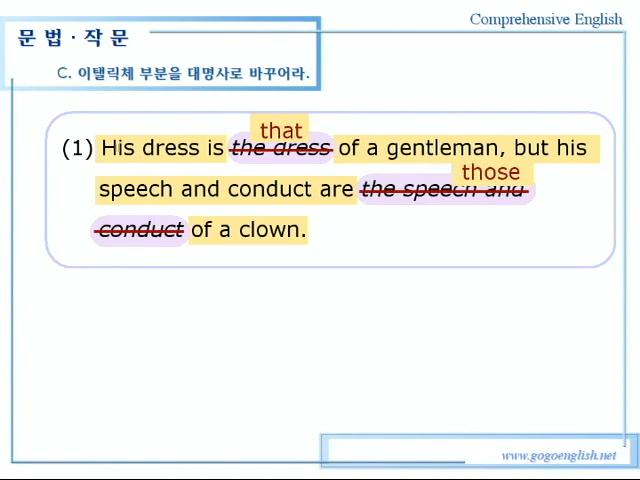 Comprehensive English
문 법 · 작 문
C. 이탤릭체 부분을 대명사로 바꾸어라.
that
(1) His dress is the dress of a gentleman, but his
those
speech and conduct are the speech and
conduct of a clown.
www.gogoenglish.net